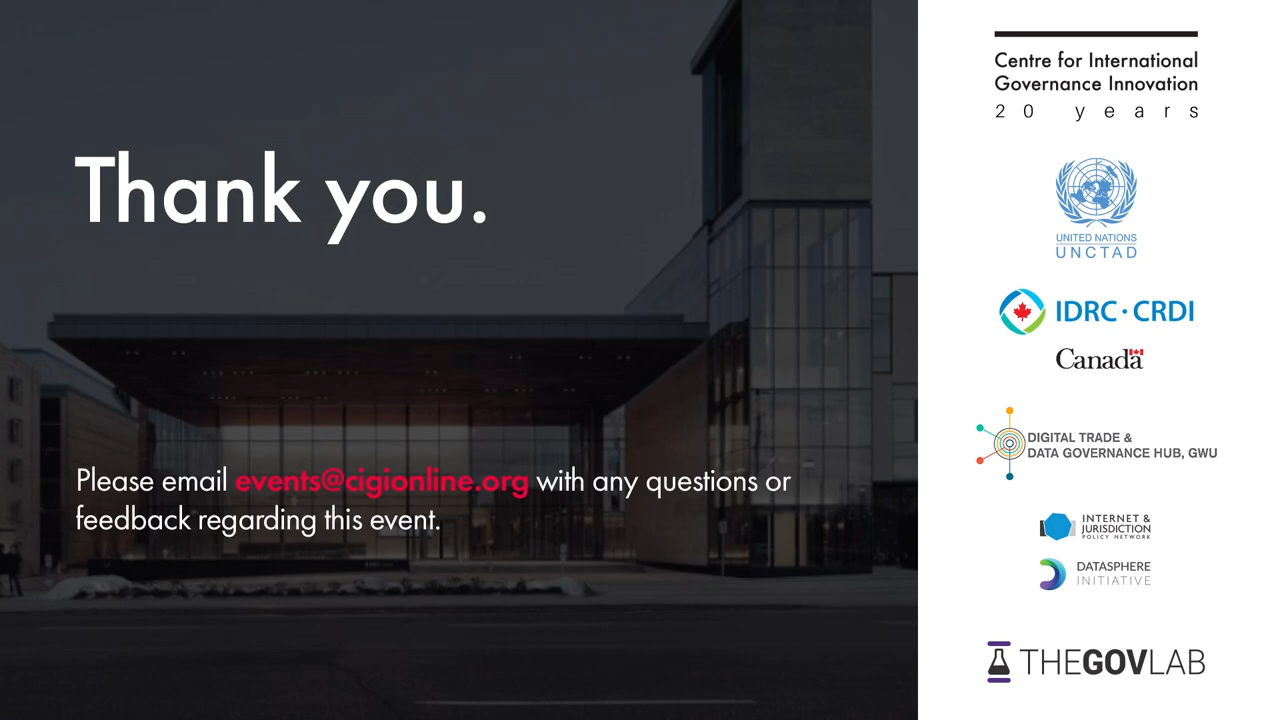 Thank you.
Please email events@cigionline.org with any questions or
feedback regarding this event.
Centre for International
Governance Innovation
20 years
UNITED NATIONS
UNCTAD
IDRC · CRDI
Canada
DIGITAL TRADE &
DATA GOVERNANCE HUB, GWU
INTERNET &
JURISDICTION
POLICY NETWORK
DATASPHERE
INITIATIVE
THEGOVLAB